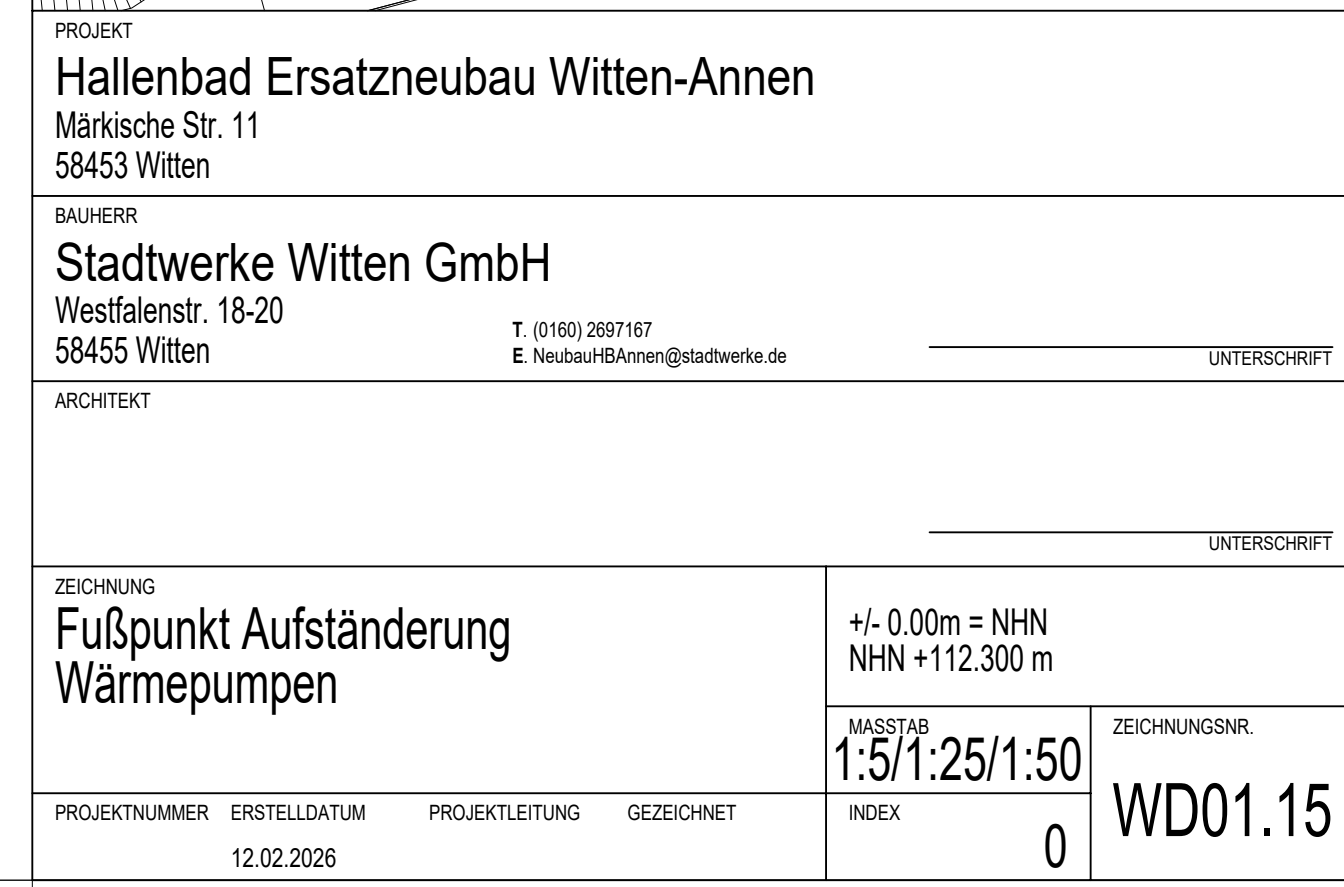 PROJEKT
Hallenbad Ersatzneubau Witten-Annen
Märkische Str. 11
58453 Witten
BAUHERR
Stadtwerke Witten GmbH
Westfalenstr. 18-20
58455 Witten
T. (0160) 2697167
E. NeubauHBAnnen@stadtwerke.de
UNTERSCHRIFT
ARCHITEKT
UNTERSCHRIFT
ZEICHNUNG
Fußpunkt Aufständerung
Wärmepumpen
+/- 0.00m = NHN
NHN +112.300 m
MASSTAB
1:5/1:25/1:50
ZEICHNUNGSNR.
WD01.15
PROJEKTNUMMER ERSTELLDATUM PROJEKTLEITUNG GEZEICHNET
12.02.2026
INDEX
0